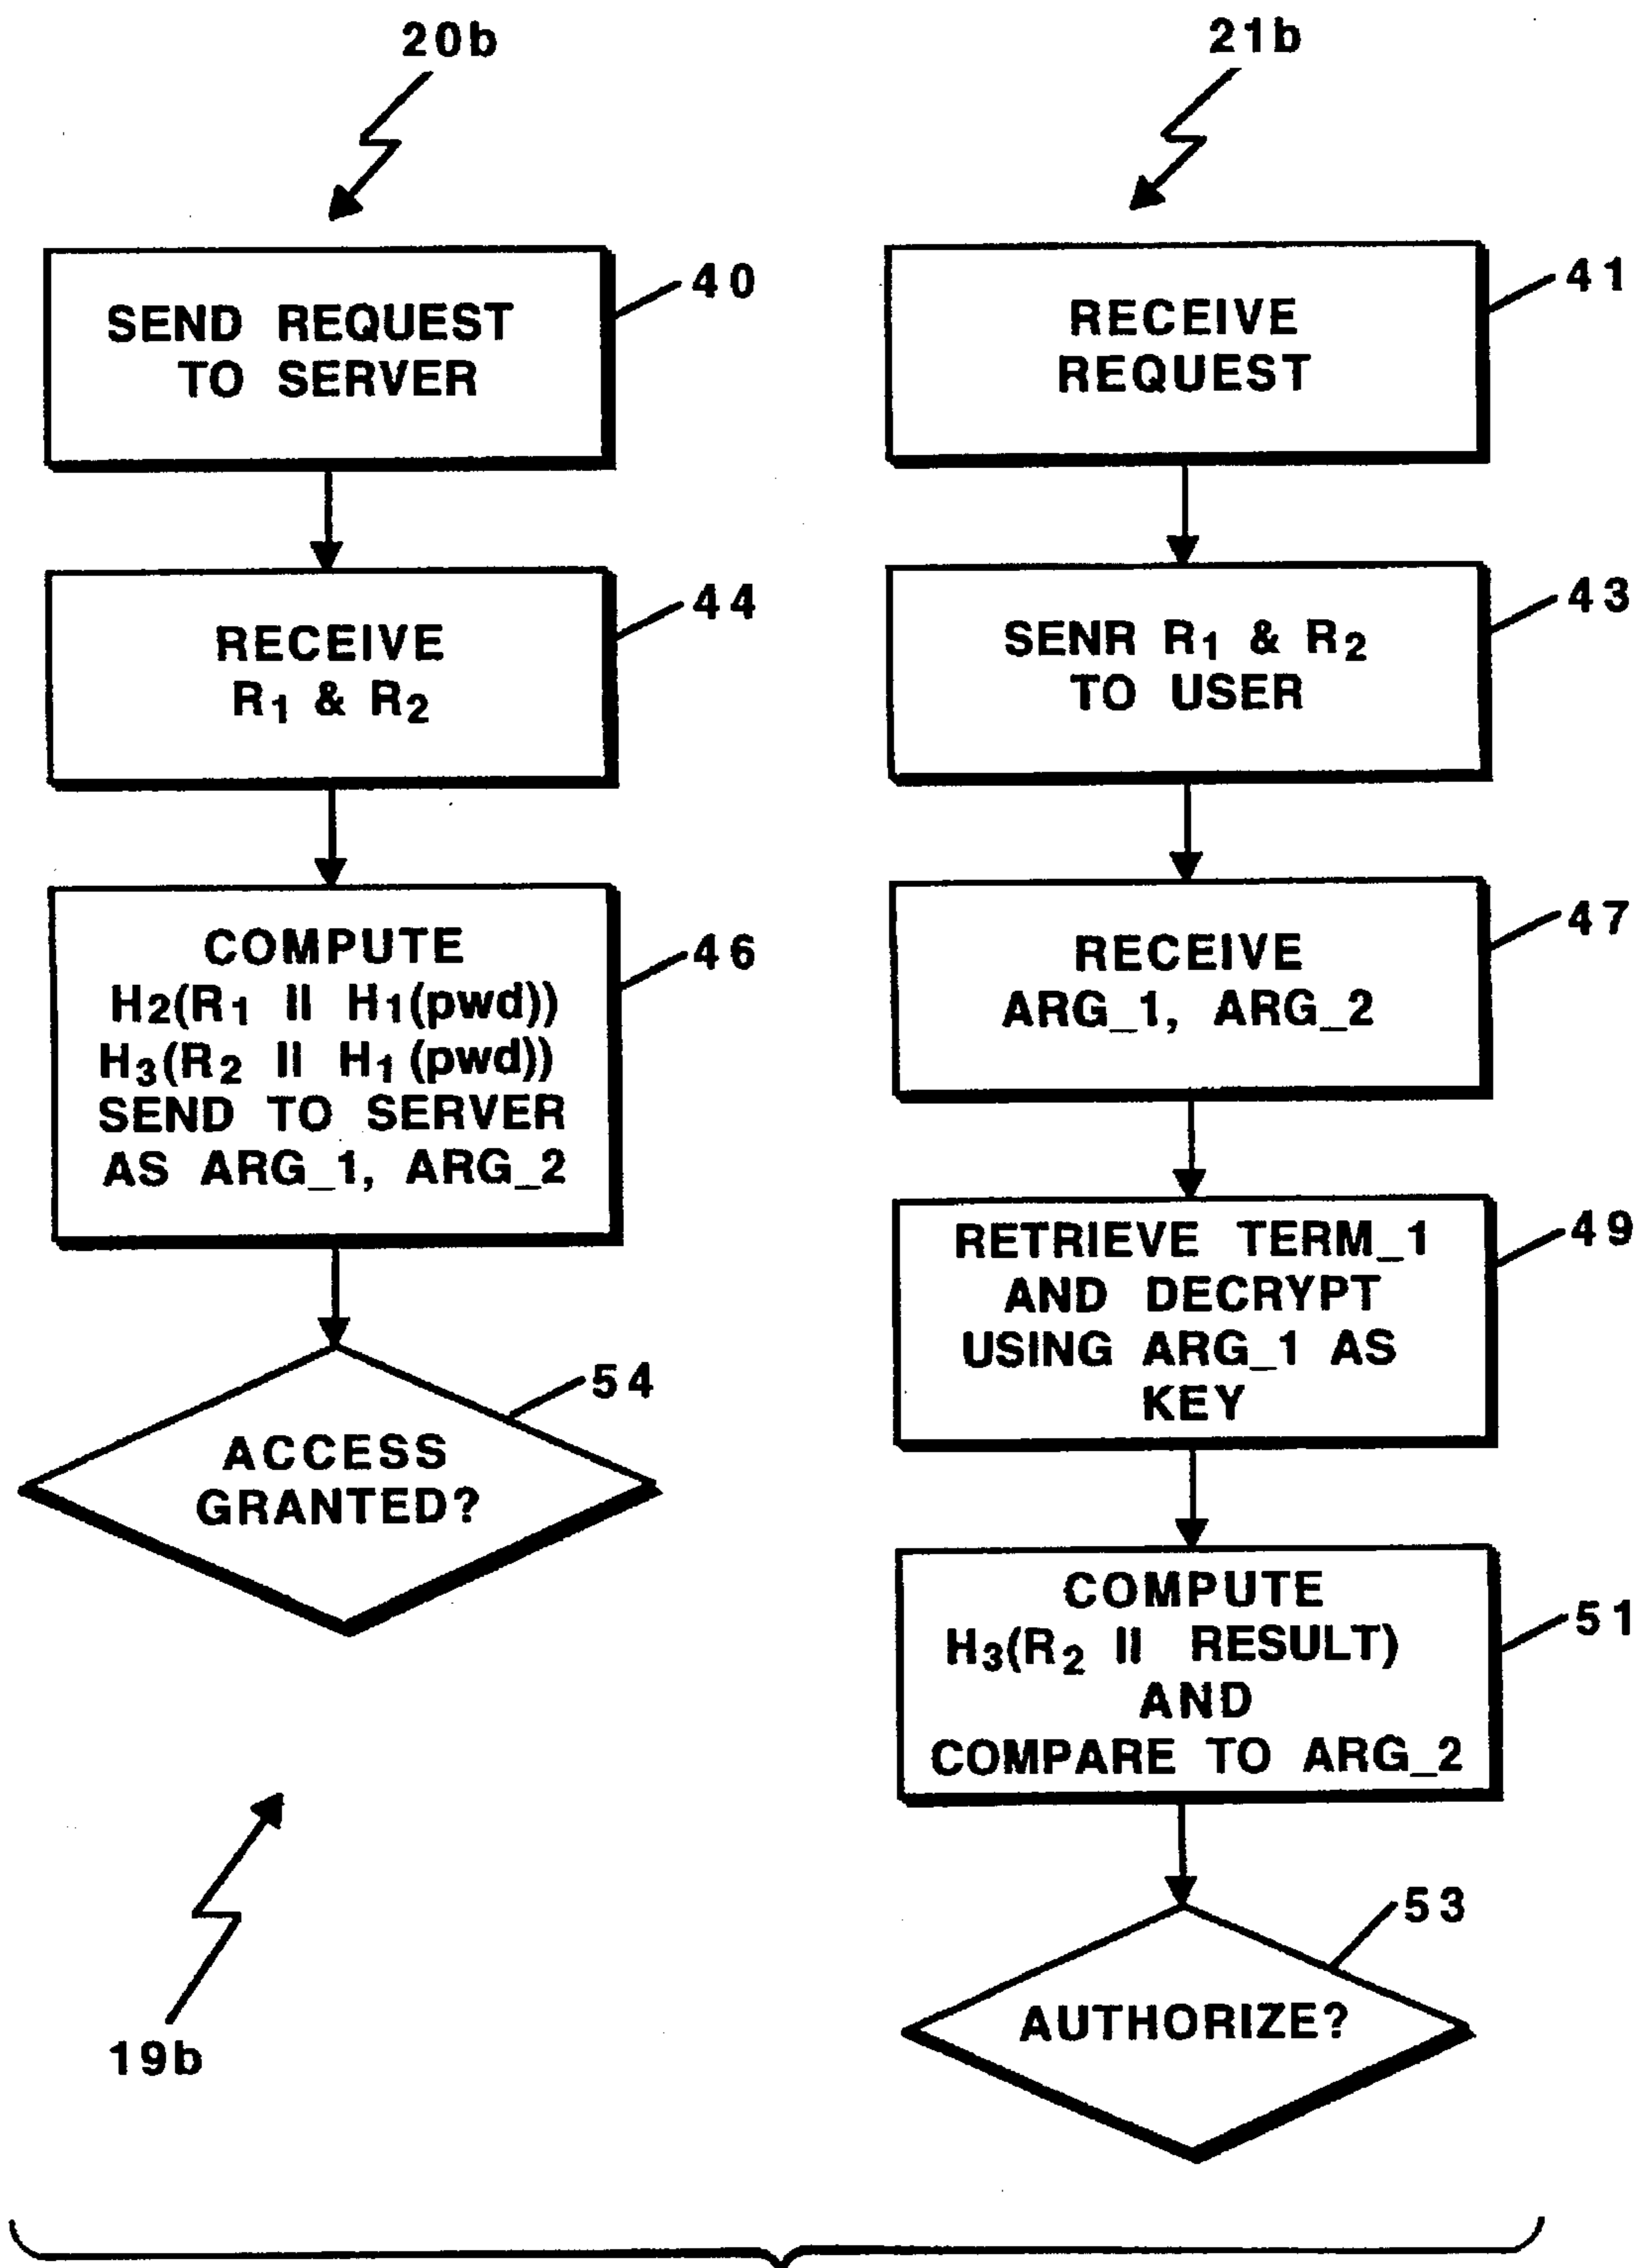 20b
SEND REQUEST
TO SERVER
40
RECEIVE
R1 & R2
44
COMPUTE
H2(R1 || H1(pwd))
H3(R2 || H1(pwd))
SEND TO SERVER
AS ARG_1, ARG_2
46
ACCESS
GRANTED?
54
19b
21b
RECEIVE
REQUEST
41
SENR R1 & R2
TO USER
43
RECEIVE
ARG_1, ARG_2
47
RETRIEVE TERM_1
AND DECRYPT
USING ARG_1 AS
KEY
49
COMPUTE
H3(R2 || RESULT)
AND
COMPARE TO ARG_2
51
AUTHORIZE?
53